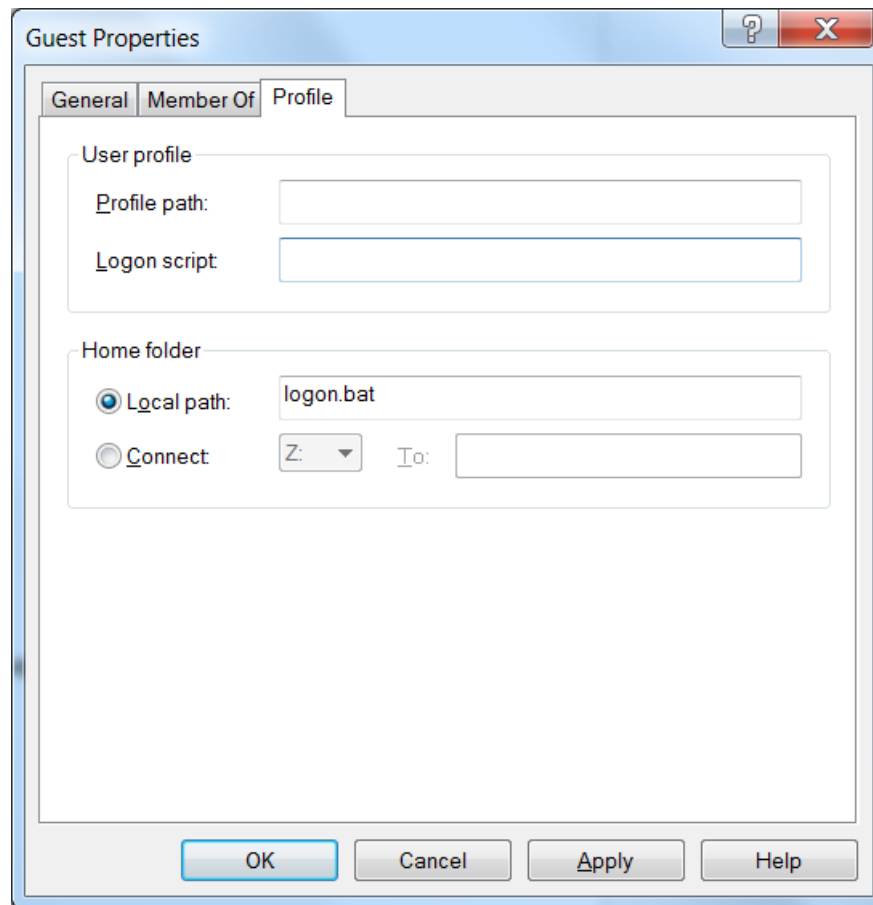 Guest Properties
General Member Of Profile
User profile
Profile path:
Logon script:
Home folder
Local path: logon.bat
Connect: Z: To:
OK Cancel Apply Help